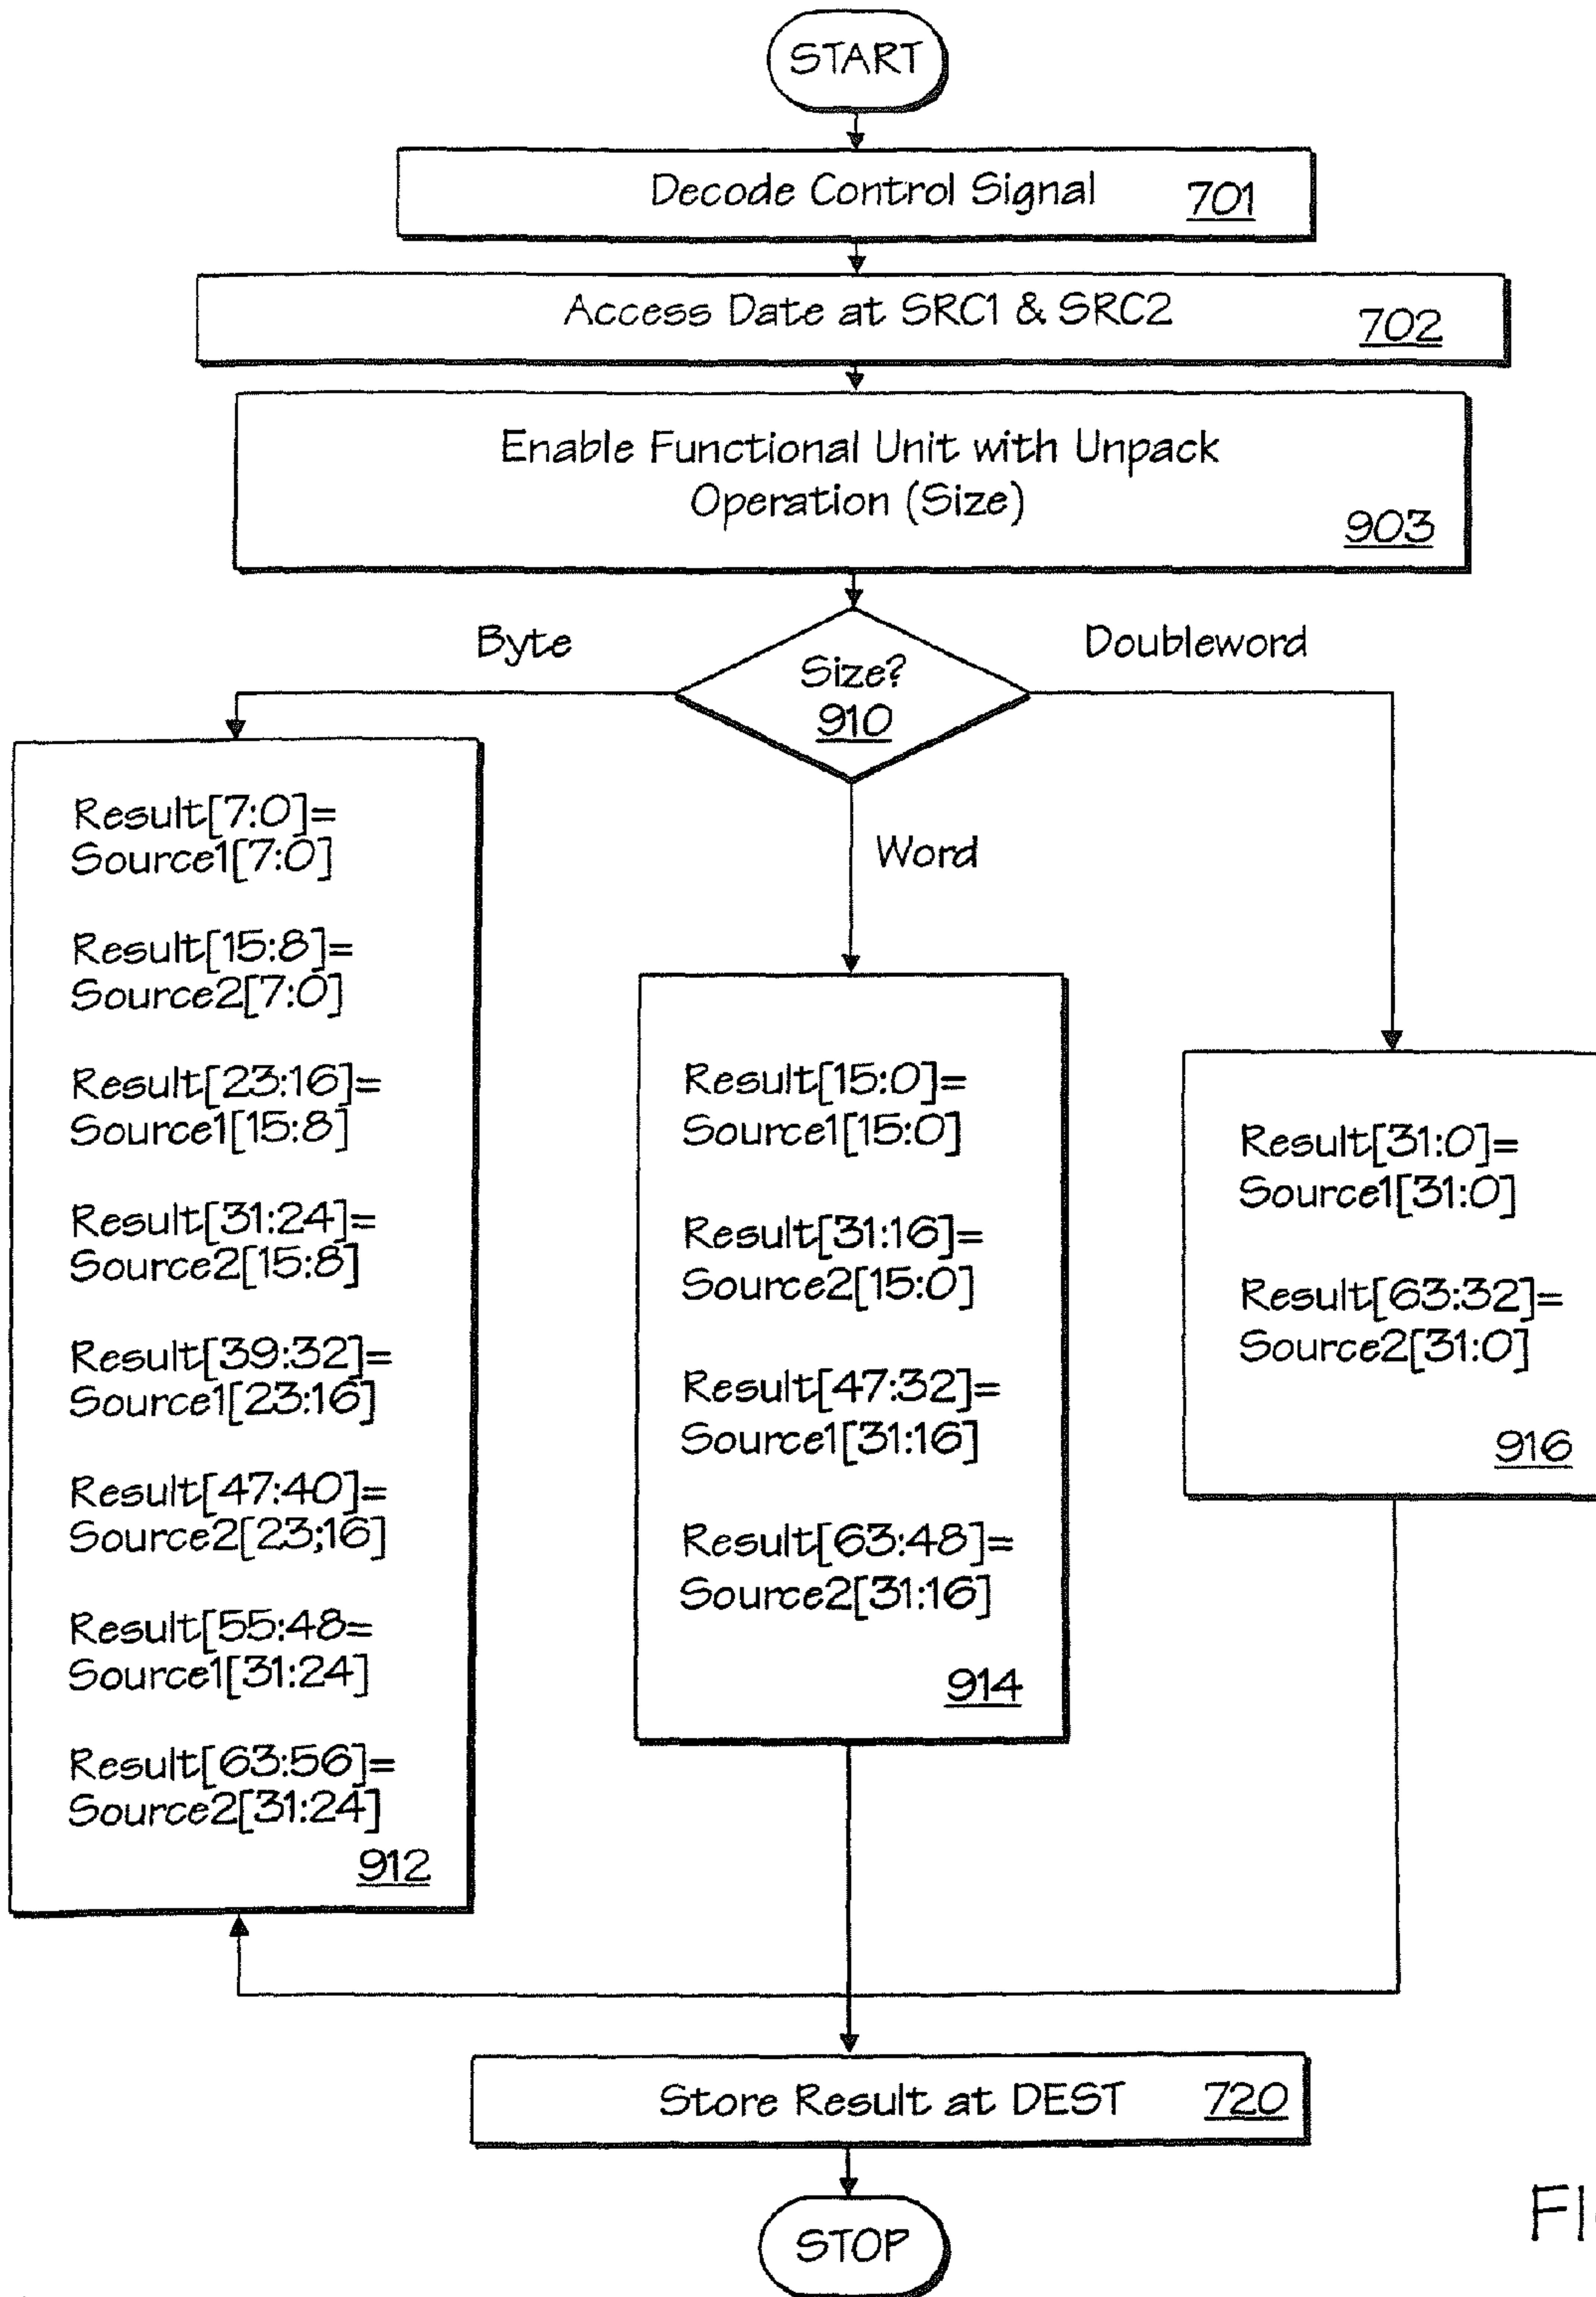 START
Decode Control Signal 701
Access Date at SRC1 & SRC2 702
Enable Functional Unit with Unpack
Operation (Size)
903
Byte
Size?
910
Doubleword
Word
Result[7:0]=
Source1[7:0]
Result[15:8]=
Source2[7:0]
Result[23:16]=
Source1[15:8]
Result[31:24]=
Source2[15:8]
Result[39:32]=
Source1[23:16]
Result[47:40]=
Source2[23;16]
Result[55:48=
Source1[31:24]
Result[63:56]=
Source2[31:24]
912
Result[15:0]=
Source1[15:0]
Result[31:16]=
Source2[15:0]
Result[47:32]=
Source1[31:16]
Result[63:48]=
Source2[31:16]
914
Result[31:0]=
Source1[31:0]
Result[63:32]=
Source2[31:0]
916
Store Result at DEST 720
STOP